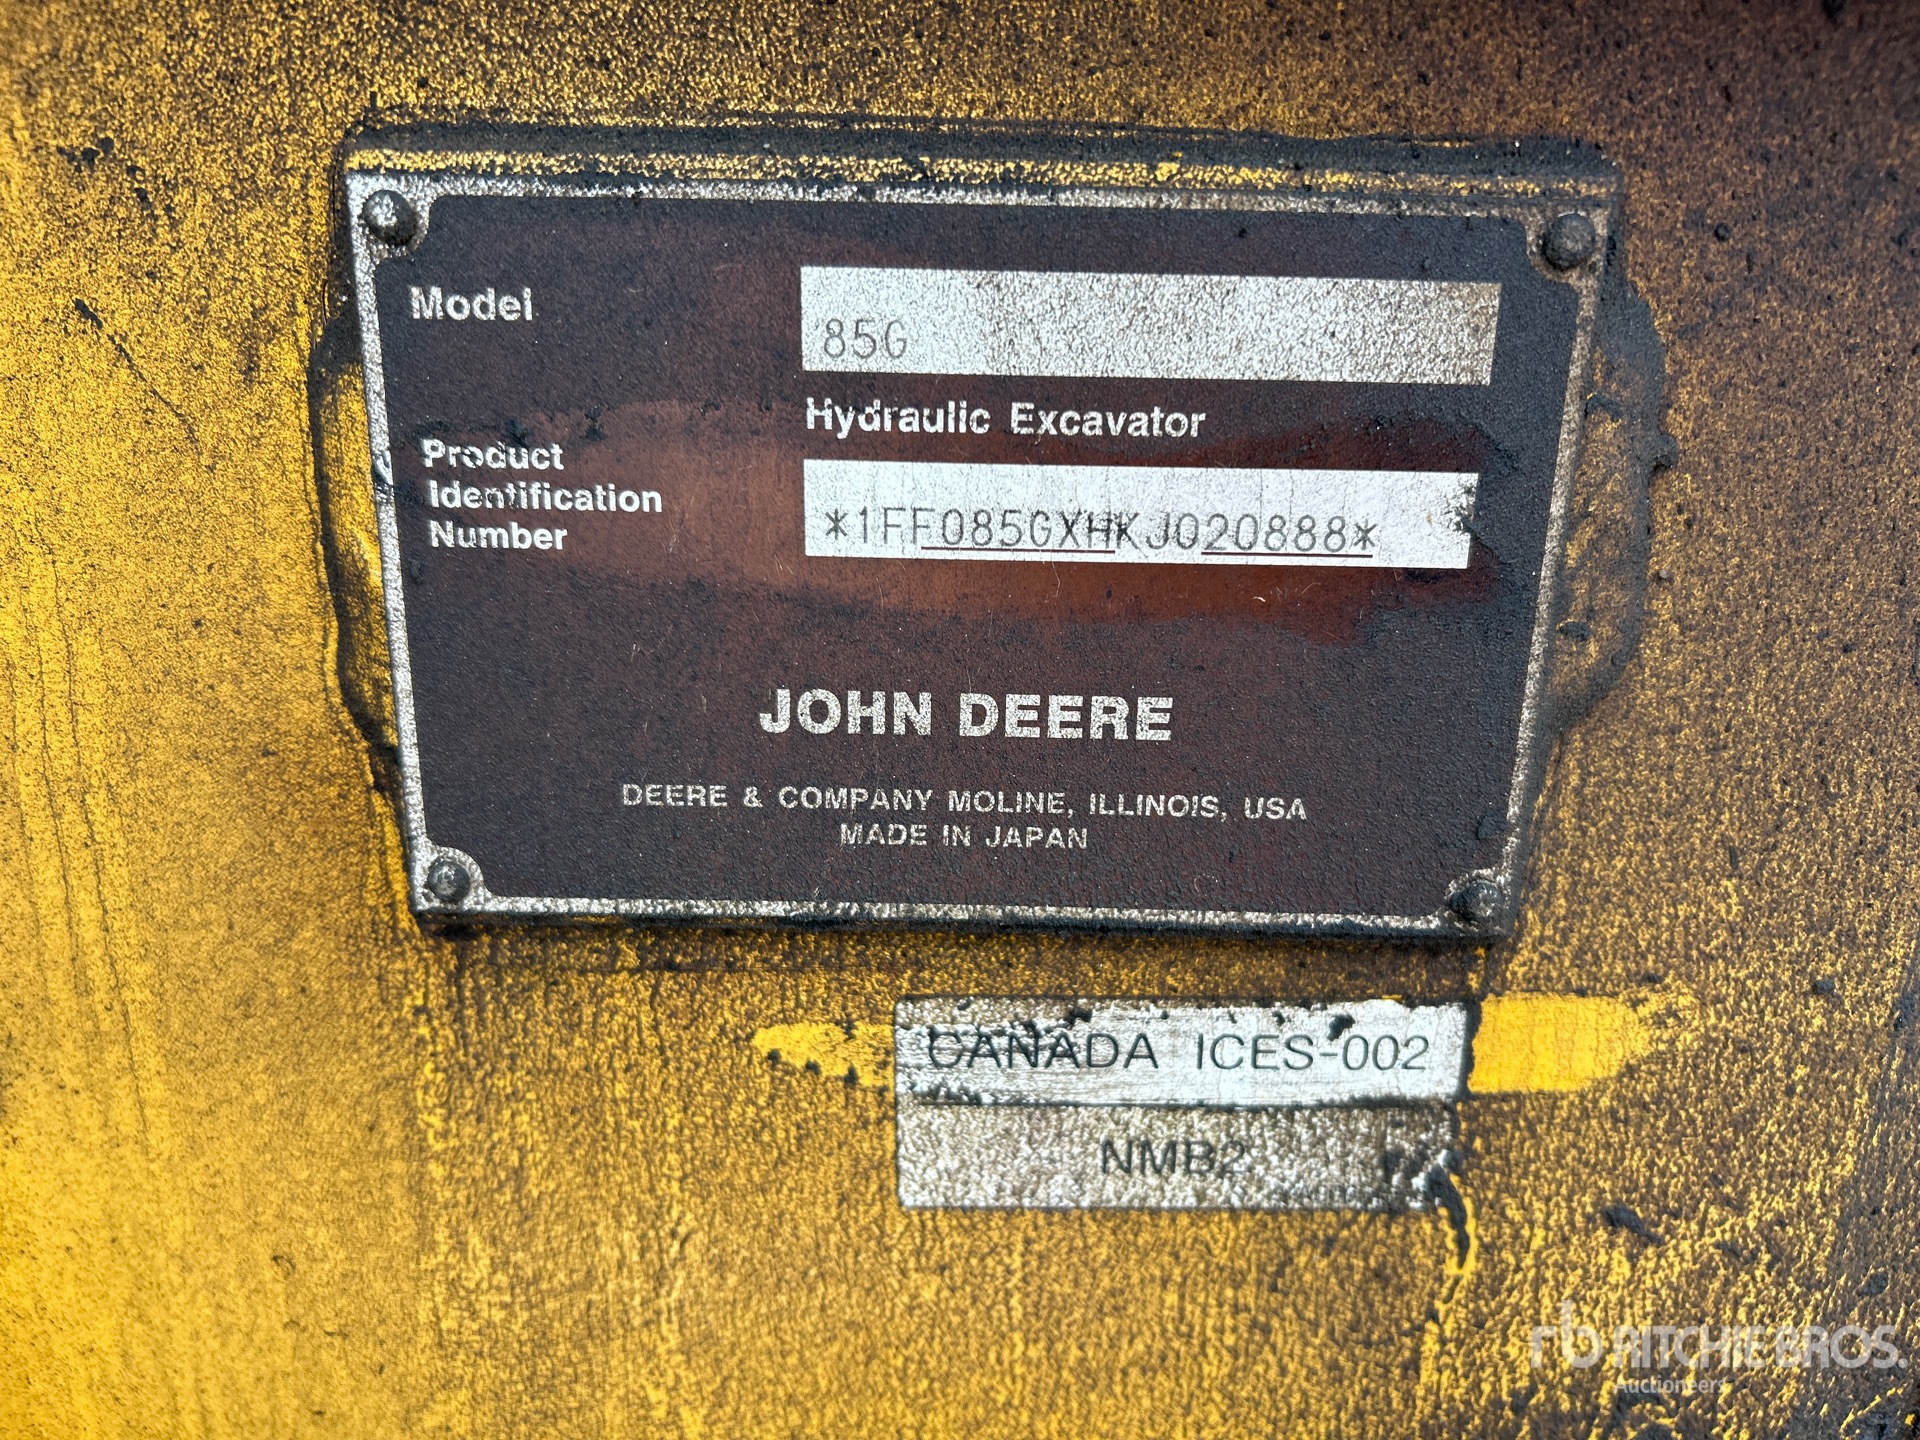 Model
85G
Hydraulic Excavator
Product
Identification
Number
*1FF085GXHKJ020888*
JOHN DEERE
DEERE & COMPANY MOLINE, ILLINOIS, USA
MADE IN JAPAN
CANADA ICES-002
NMB2
rb RITCHIE BROS.
Auctioneers